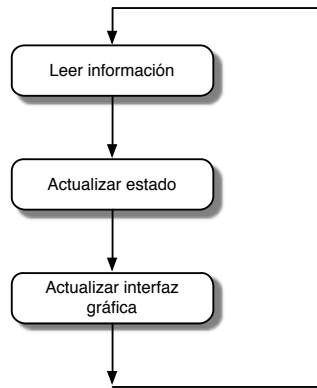 Leer información
Actualizar estado
Actualizar interfaz
gráfica